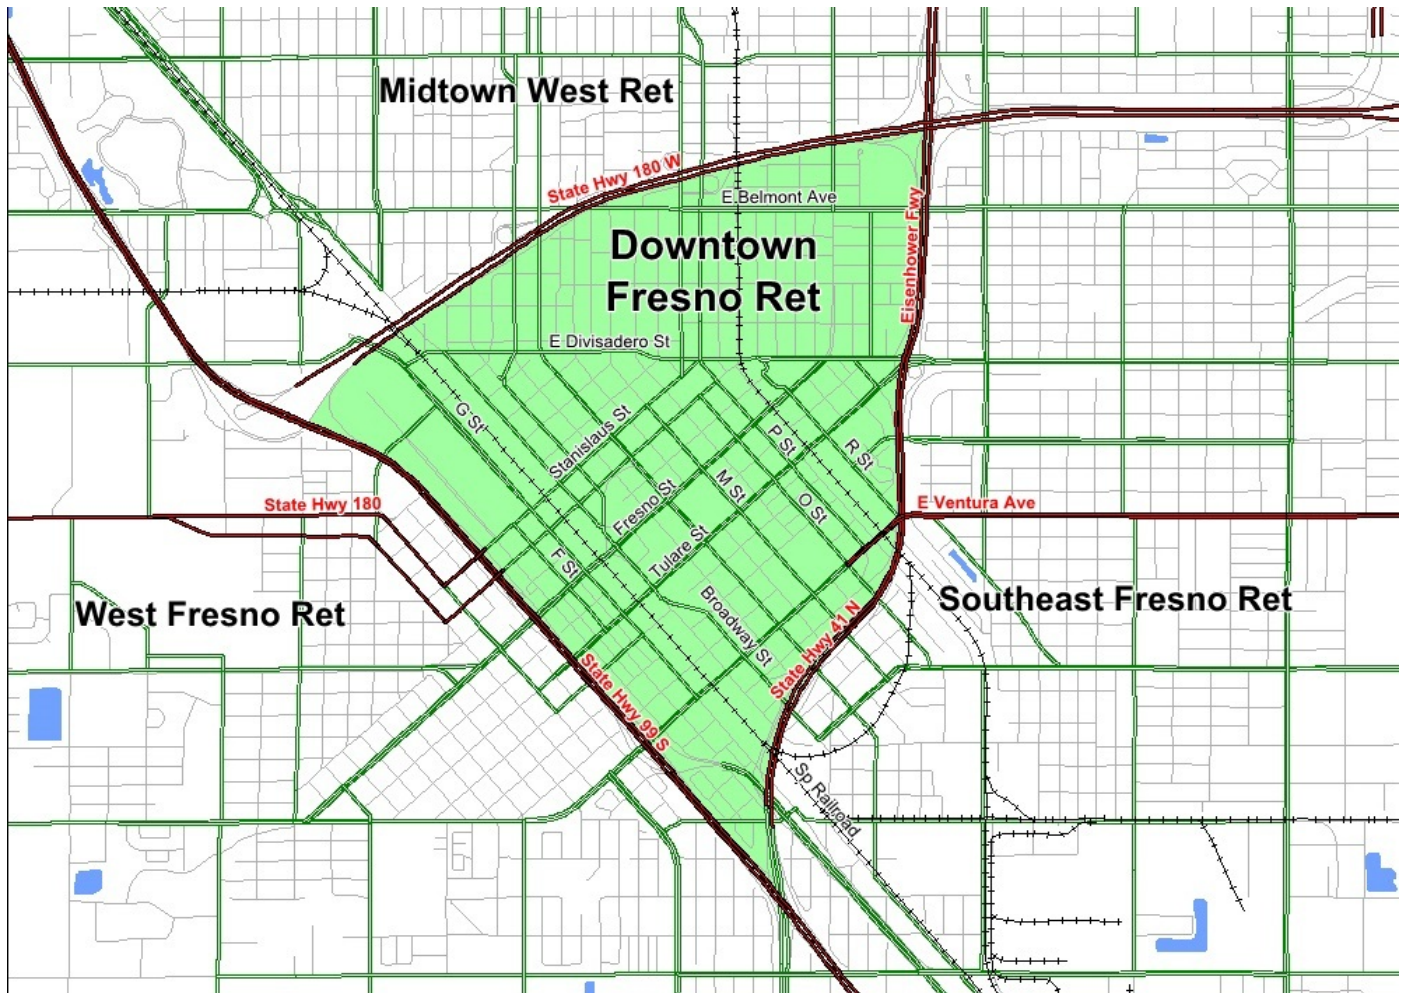 Midtown West Ret
State Hwy 180 W
E Belmont Ave
Eisenhower Fwy
Downtown
Fresno Ret
E Divisadero St
G St
Stanislaus St
P St
R St
M St
Fresno St
O St
State Hwy 180
E Ventura Ave
Tulare St
F St
Broadway St
West Fresno Ret
Southeast Fresno Ret
State Hwy 41 N
State Hwy 99 S
Sp Railroad